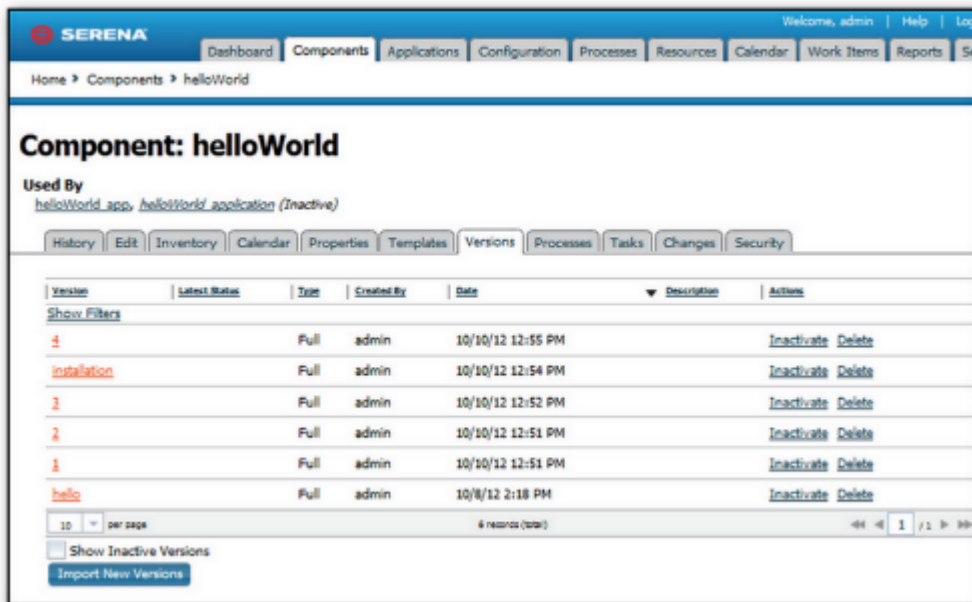 Welcome, admin | Help | Log
SERENA
Dashboard Components Applications Configuration Processes Resources Calendar Work Items Reports
Home > Components > helloWorld
Component: helloWorld
Used By
helloWorld app, helloWorld application (Inactive)
History Edit Inventory Calendar Properties Templates Versions Processes Tasks Changes Security
Version Latest Status Type Created By Date Description Actions
Show Filters
4 Full admin 10/10/12 12:55 PM Inactivate Delete
installation Full admin 10/10/12 12:54 PM Inactivate Delete
3 Full admin 10/10/12 12:52 PM Inactivate Delete
2 Full admin 10/10/12 12:51 PM Inactivate Delete
1 Full admin 10/10/12 12:51 PM Inactivate Delete
hello Full admin 10/8/12 2:18 PM Inactivate Delete
10 per page 6 records (total) 1 / 1
Show Inactive Versions
Import New Versions